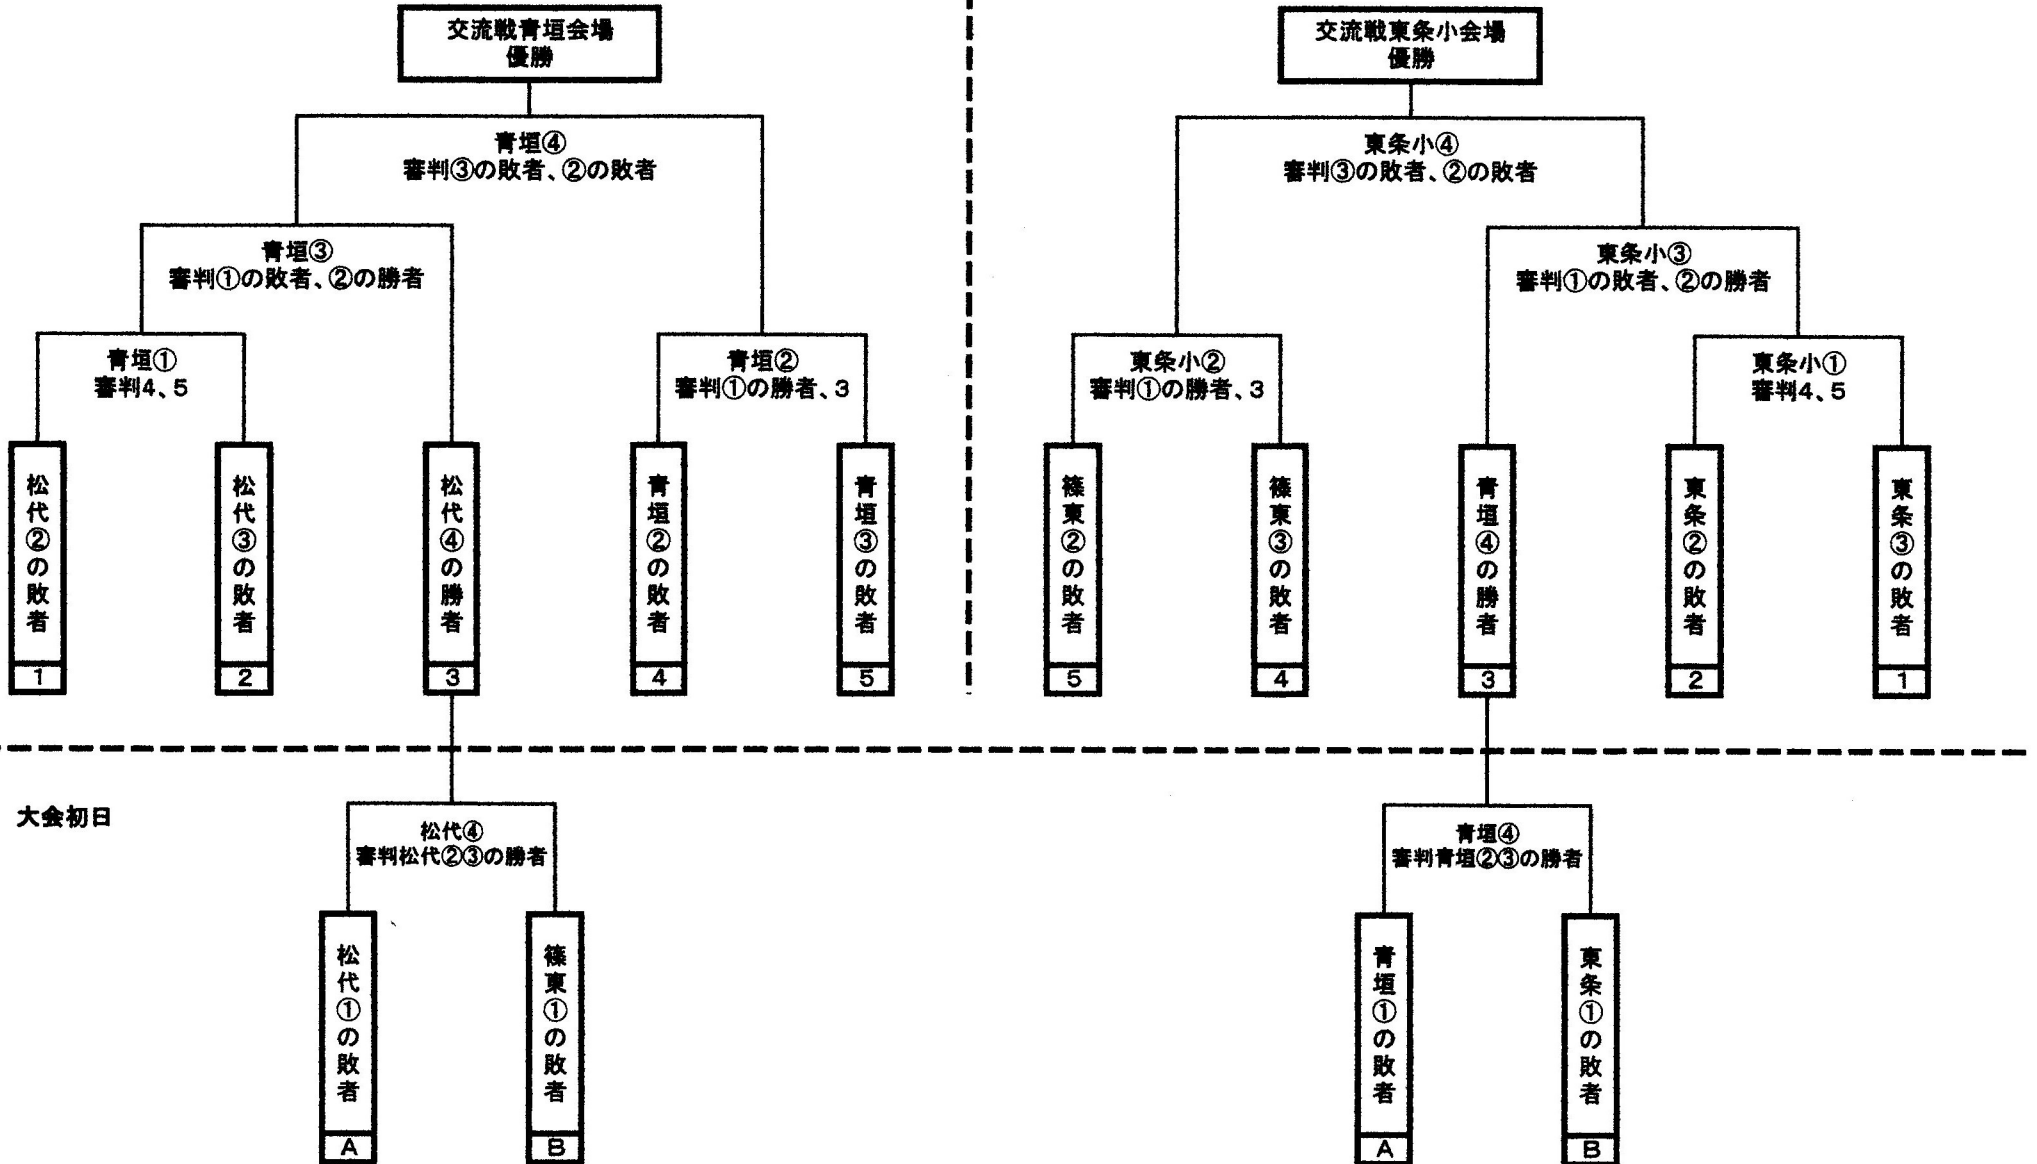 交流戦青垣会場
優勝
青垣④
審判③の敗者、②の敗者
青垣③
審判①の敗者、②の勝者
青垣①
審判4、5
青垣②
審判①の勝者、3
松代②の敗者
1
松代③の敗者
2
松代④の勝者
3
青垣②の敗者
4
青垣③の敗者
5
交流戦東条小会場
優勝
東条小④
審判③の敗者、②の敗者
東条小③
審判①の敗者、②の勝者
東条小②
審判①の勝者、3
東条小①
審判4、5
篠東②の敗者
5
篠東③の敗者
4
青垣④の勝者
3
東条②の敗者
2
東条③の敗者
1
大会初日
松代④
審判松代②③の勝者
松代①の敗者
A
篠東①の敗者
B
青垣④
審判青垣②③の勝者
青垣①の敗者
A
東条①の敗者
B